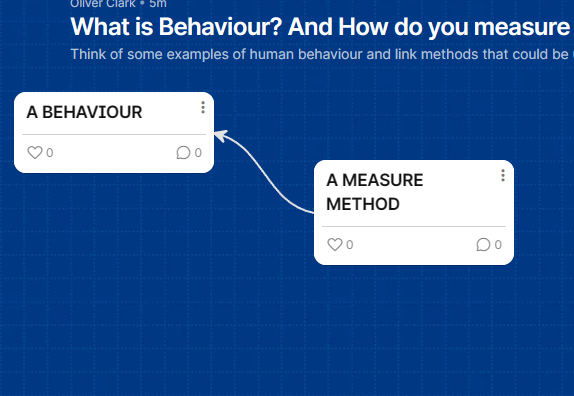 Oliver Clark • 5m
What is Behaviour? And How do you measure
Think of some examples of human behaviour and link methods that could be
A BEHAVIOUR
0
0
A MEASURE
METHOD
0
0